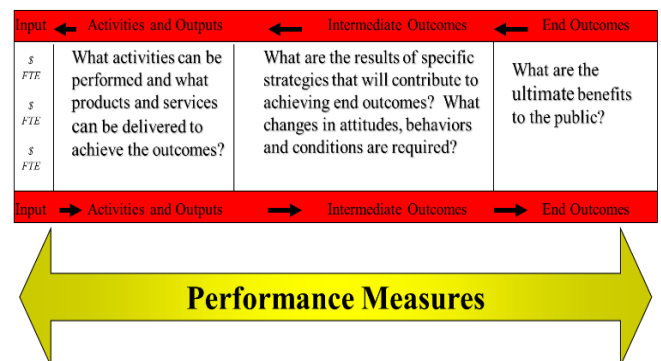 Input Activities and Outputs Intermediate Outcomes End Outcomes
$
FTE
$
FTE
$
FTE
What activities can be
performed and what
products and services
can be delivered to
achieve the outcomes?
What are the results of specific
strategies that will contribute to
achieving end outcomes? What
changes in attitudes, behaviors
and conditions are required?
What are the
ultimate benefits
to the public?
Input Activities and Outputs Intermediate Outcomes End Outcomes
Performance Measures